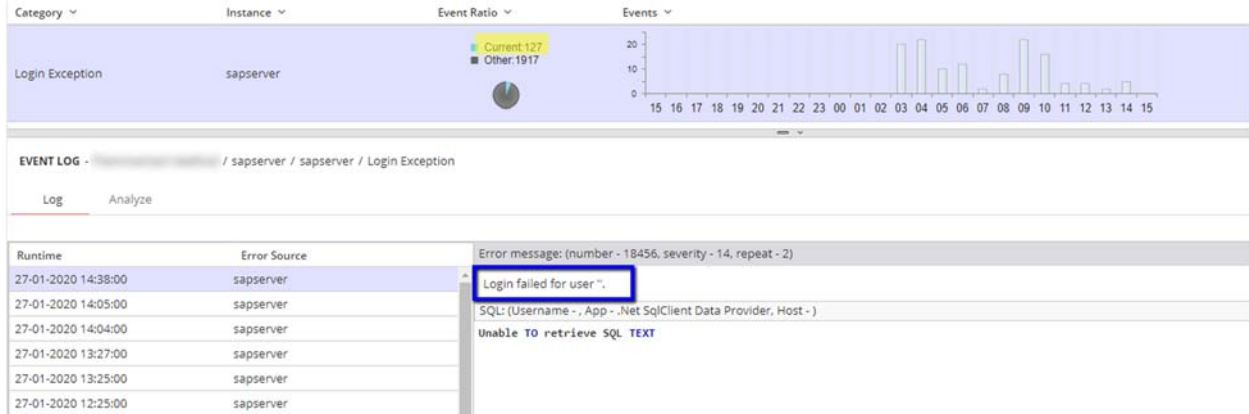 Category Instance Event Ratio Events
Login Exception sapserver
Current:127
Other:1917
20
10
0
15 16 17 18 19 20 21 22 23 00 01 02 03 04 05 06 07 08 09 10 11 12 13 14 15
EVENT LOG - / sapserver / sapserver / Login Exception
Log Analyze
Runtime Error Source
27-01-2020 14:38:00 sapserver
27-01-2020 14:05:00 sapserver
27-01-2020 14:04:00 sapserver
27-01-2020 13:27:00 sapserver
27-01-2020 13:25:00 sapserver
27-01-2020 12:25:00 sapserver
Error message: (number - 18456, severity - 14, repeat - 2)
Login failed for user ''.
SQL: (Username - , App - .Net SqlClient Data Provider, Host - )
Unable TO retrieve SQL TEXT